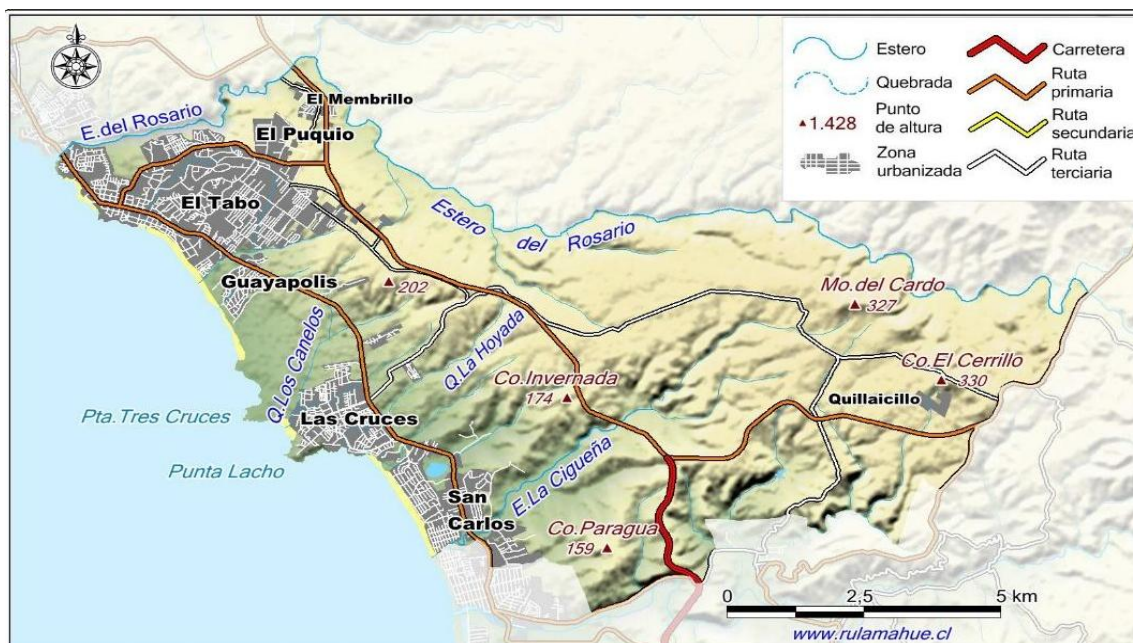 Estero
Quebrada
1.428 Punto
de altura
Zona
urbanizada
Carretera
Ruta
primaria
Ruta
secundaria
Ruta
terciaria
El Membrillo
E.del Rosario
El Puquio
El Tabo
Estero del Rosario
Guayapolis
202
Mo.del Cardo
327
Q.Los Canelos
Q.La Hoyada
Co.Invernada
174
Co.El Cerrillo
330
Quillaicillo
Pta.Tres Cruces
Las Cruces
Punta Lacho
E.La Cigueña
San
Carlos
Co.Paragua
159
0 2,5 5 km
www.rulamahue.cl